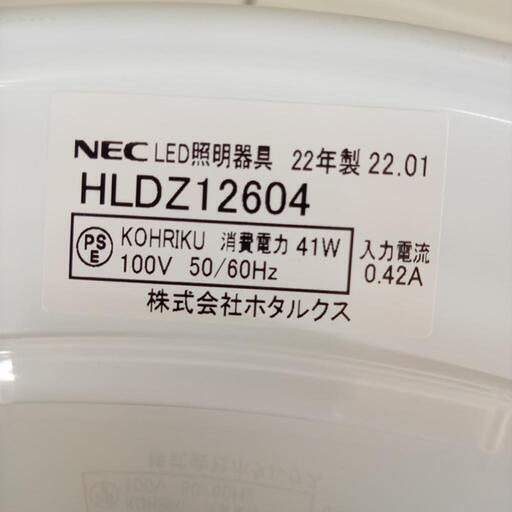 NEC LED照明器具 22年製 22.01
HLDZ12604
PSE KOHRIKU 消費電力 41W 入力電流
100V 50/60Hz 0.42A
株式会社ホタルクス